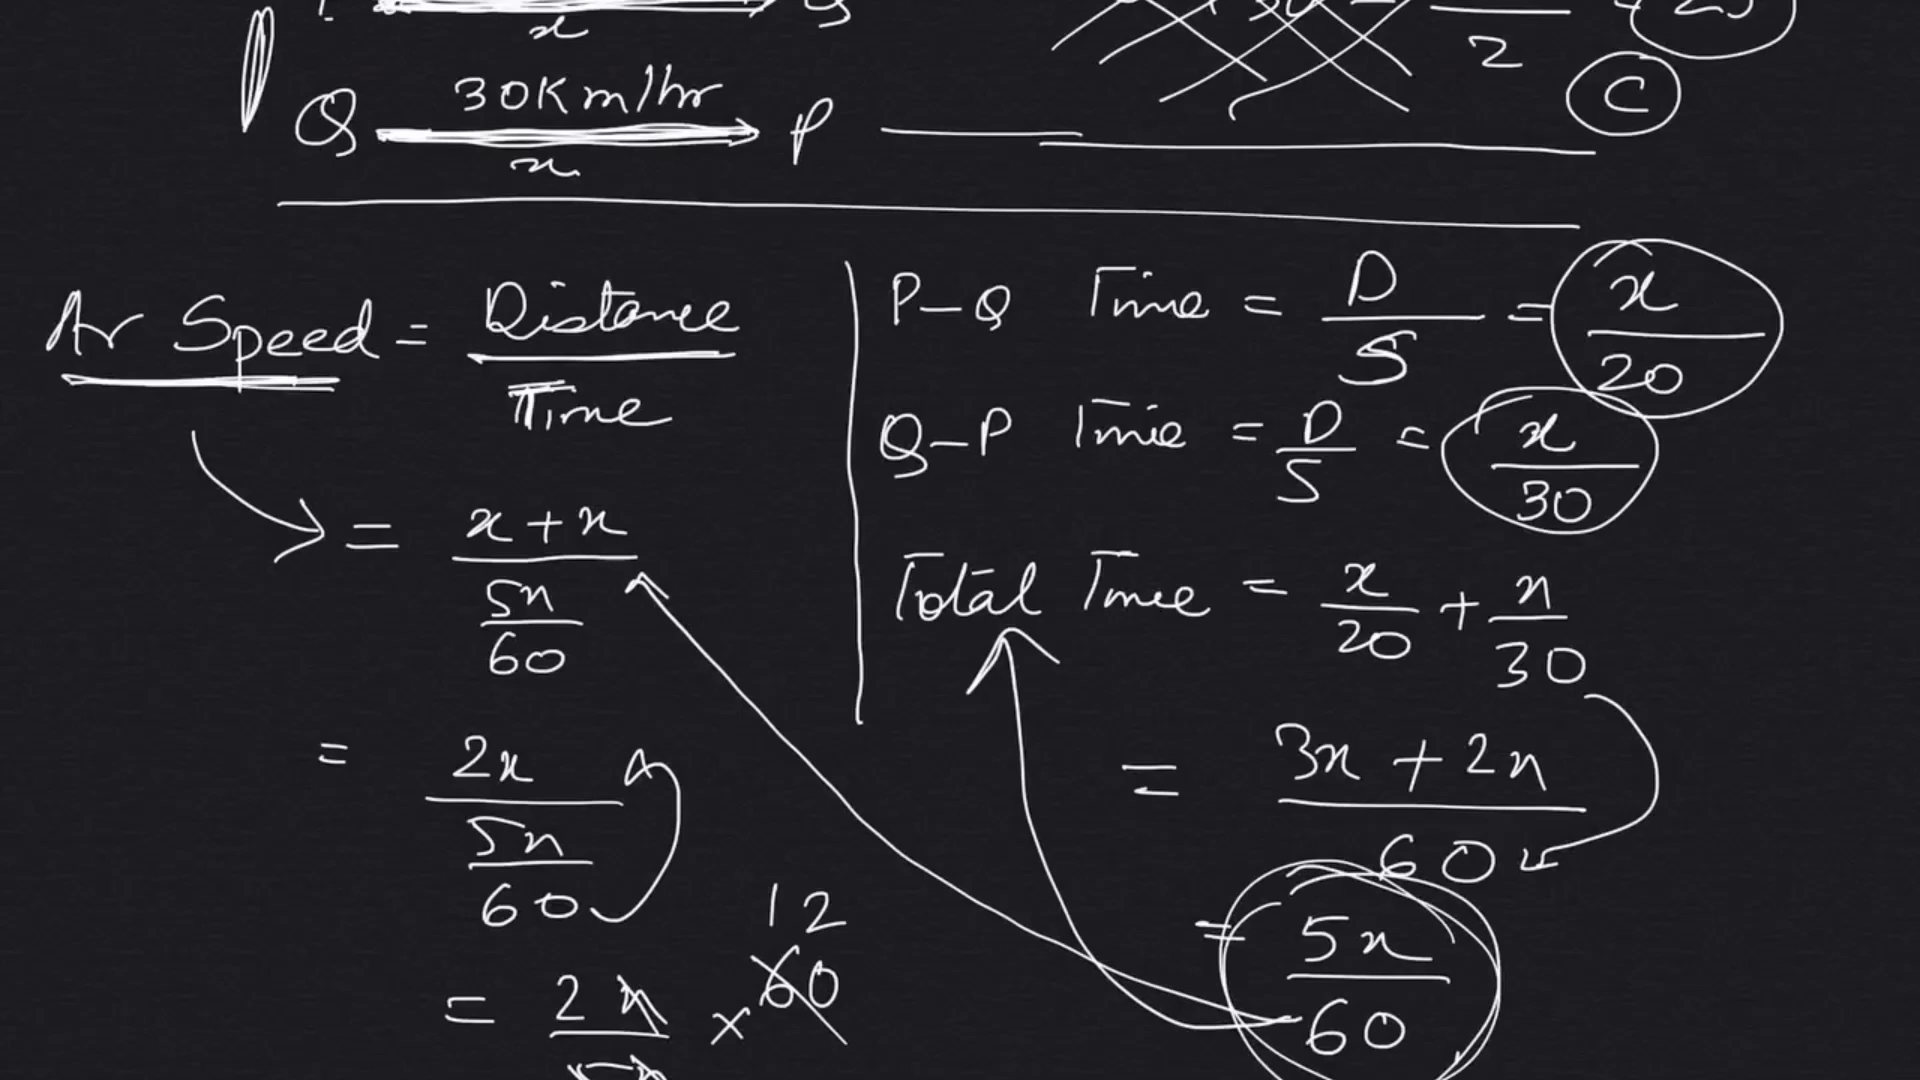 x
2
30Km/hr
Q P
x
C
Av Speed = Distance / Time
P-Q Time = D/S = x/20
Q-P Time = D/S = x/30
= x+x / 5x/60
Total Time = x/20 + x/30
= 2x / 5x/60
= 3x+2x / 60
= 5x/60
12
= 2x × 60